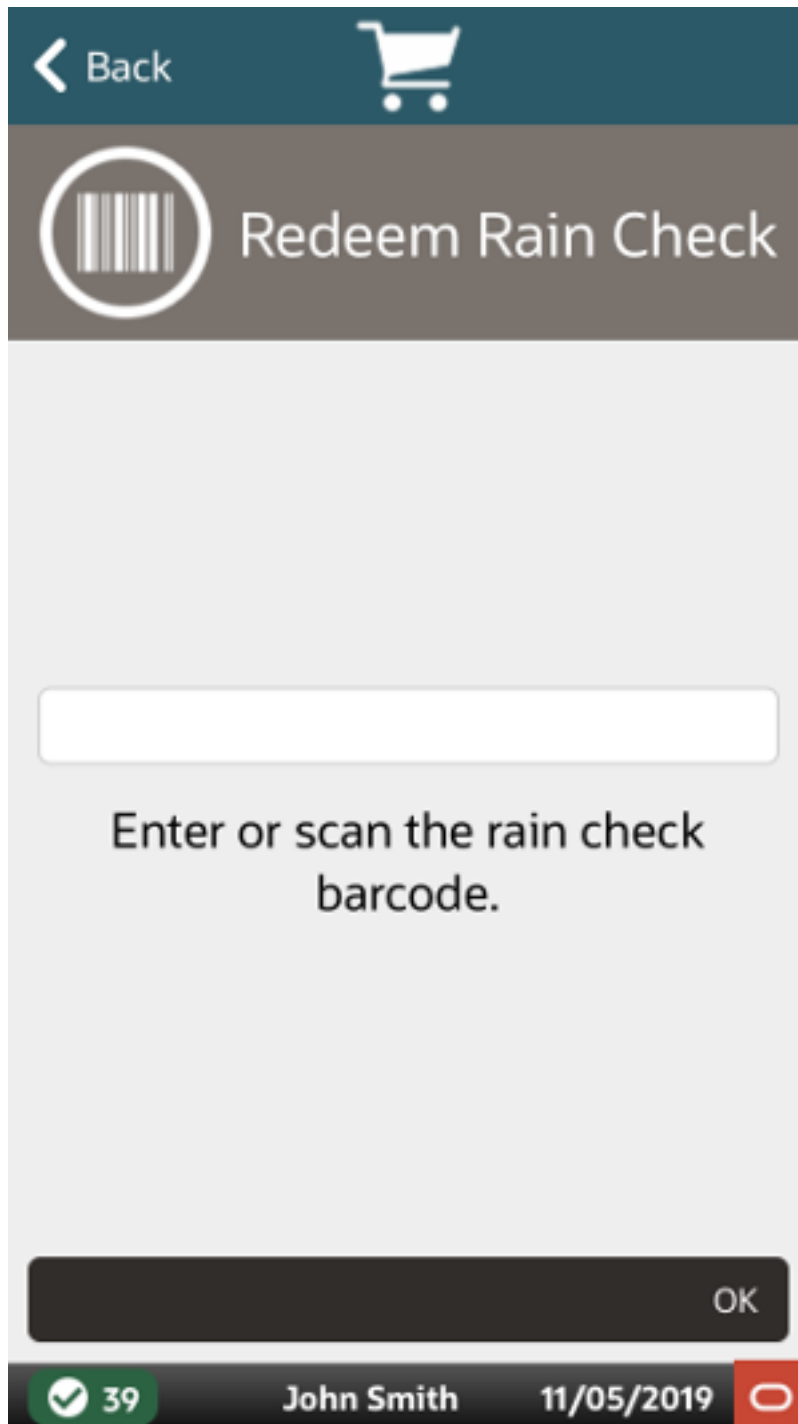 Back
Redeem Rain Check
Enter or scan the rain check
barcode.
OK
39 John Smith 11/05/2019